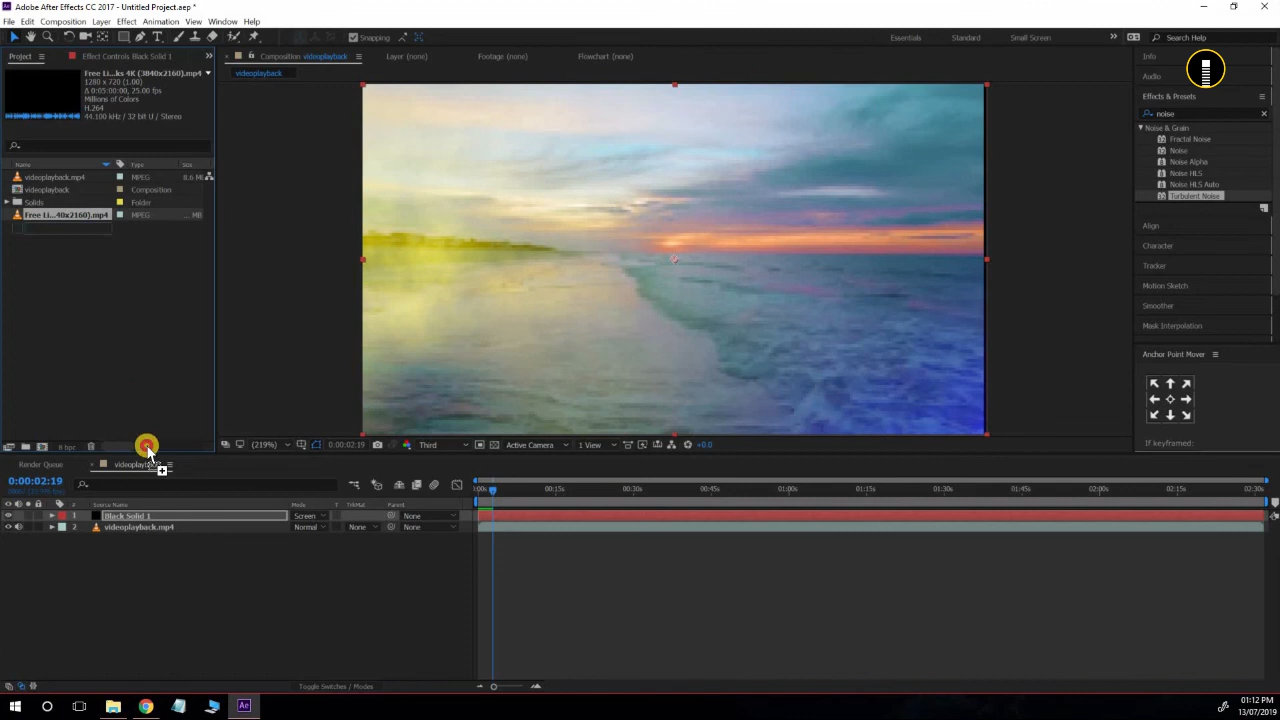 Adobe After Effects CC 2017 - Untitled Project.aep *
File Edit Composition Layer Effect Animation View Window Help
Snapping
Essentials Standard Small Screen Search Help
Project Effect Controls Black Solid 1
Composition videoplayback Layer (none) Footage (none) Flowchart (none)
videoplayback
Free Li...ks 4K (3840x2160).mp4
1280 x 720 (1.00)
Δ 0:05:00:00, 25.00 fps
Millions of Colors
H.264
44.100 kHz / 32 bit U / Stereo
Name Type Size
videoplayback.mp4 MPEG 8.6 M
videoplayback Composition
Solids Folder
Free Li...40x2160).mp4 MPEG ... MB
8 bpc
Info
Audio
Effects & Presets
noise
Noise & Grain
Fractal Noise
Noise
Noise Alpha
Noise HLS
Noise HLS Auto
Turbulent Noise
Align
Character
Tracker
Motion Sketch
Smoother
Mask Interpolation
Anchor Point Mover
If keyframed:
(219%) 0:00:02:19 Third Active Camera 1 View +0.0
Render Queue
0:00:02:19
:00s 00:15s 00:30s 00:45s 01:00s 01:15s 01:30s 01:45s 02:00s 02:15s 02:30s
# Source Name Mode T TrkMat Parent
1 Black Solid 1 Screen None
2 videoplayback.mp4 Normal None None
Toggle Switches / Modes
Ae
01:12 PM
13/07/2019